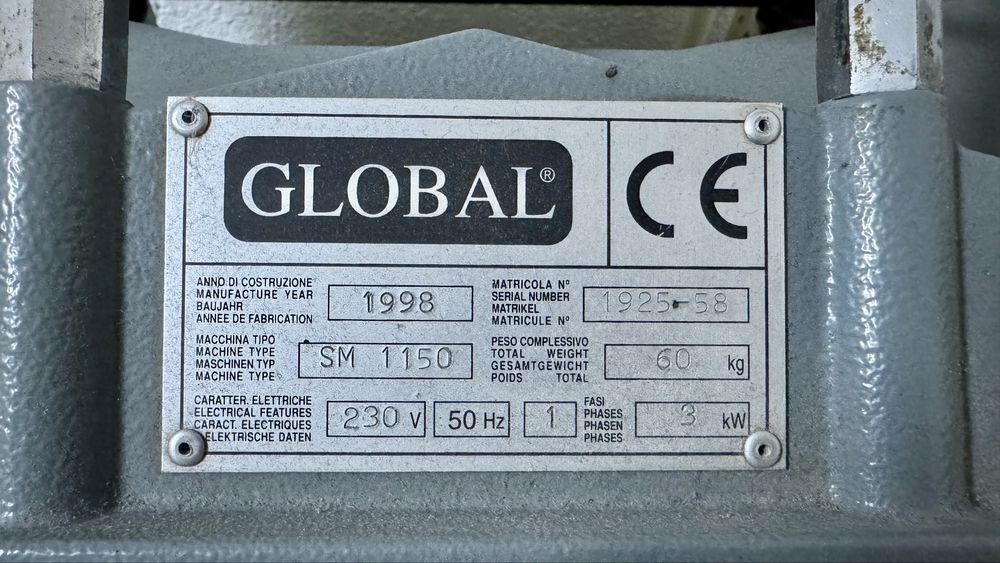 GLOBAL®
CE
ANNO DI COSTRUZIONE
MANUFACTURE YEAR
BAUJAHR
ANNEE DE FABRICATION
1998
MATRICOLA N°
SERIAL NUMBER
MATRIKEL
MATRICULE N°
1925-58
MACCHINA TIPO
MACHINE TYPE
MASCHINEN TYP
MACHINE TYPE
SM 1150
PESO COMPLESSIVO
TOTAL WEIGHT
GESAMTGEWICHT
POIDS TOTAL
60 kg
CARATTER. ELETTRICHE
ELECTRICAL FEATURES
CARACT. ELECTRIQUES
ELEKTRISCHE DATEN
230 V
50 Hz
1
FASI
PHASES
PHASEN
PHASES
3 kW